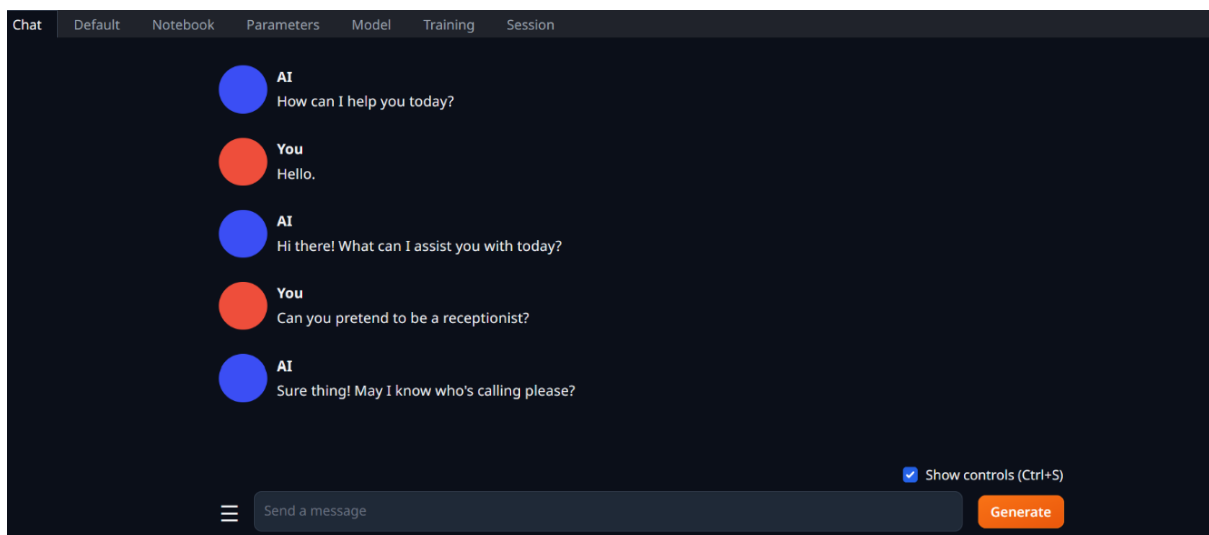 Chat Default Notebook Parameters Model Training Session
AI
How can I help you today?
You
Hello.
AI
Hi there! What can I assist you with today?
You
Can you pretend to be a receptionist?
AI
Sure thing! May I know who's calling please?
Show controls (Ctrl+S)
Send a message
Generate